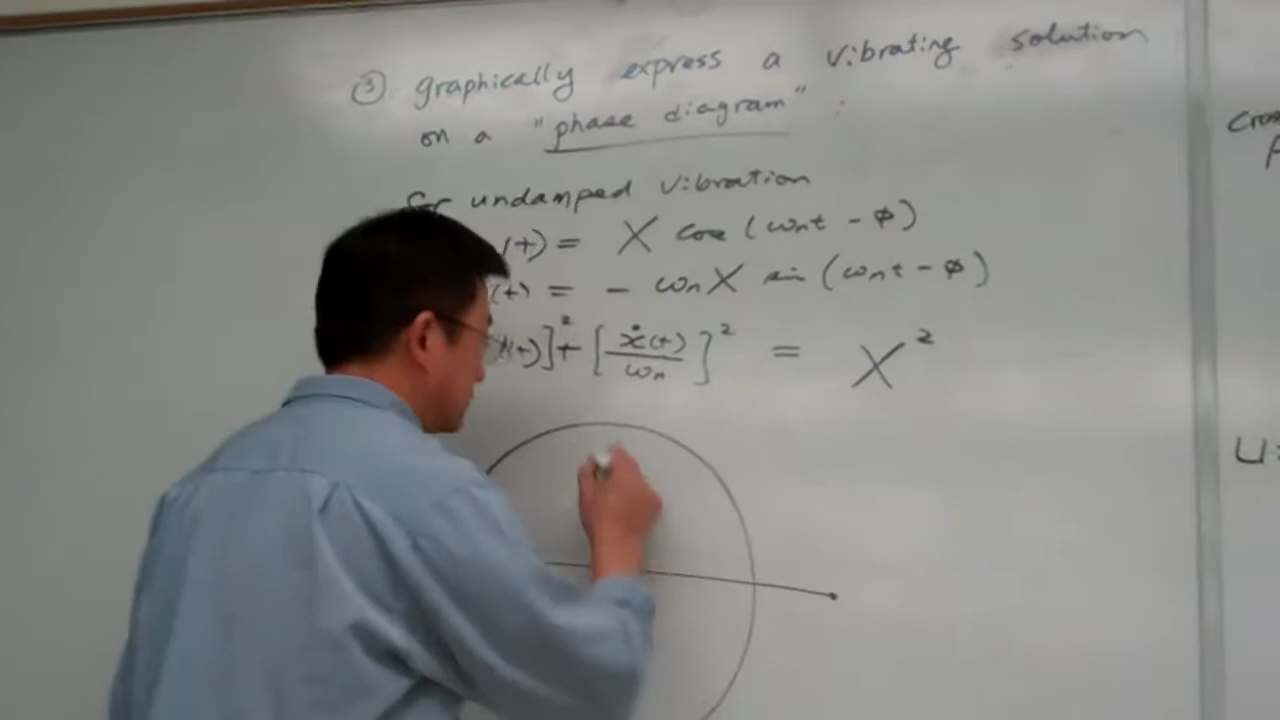 ③ graphically express a vibrating solution
on a "phase diagram" :
for undamped vibration
(t) = X cos (ωnt - φ)
(t) = - ωn X sin (ωnt - φ)
(t)]² + [ẋ(t)/ωn]² = X²
U